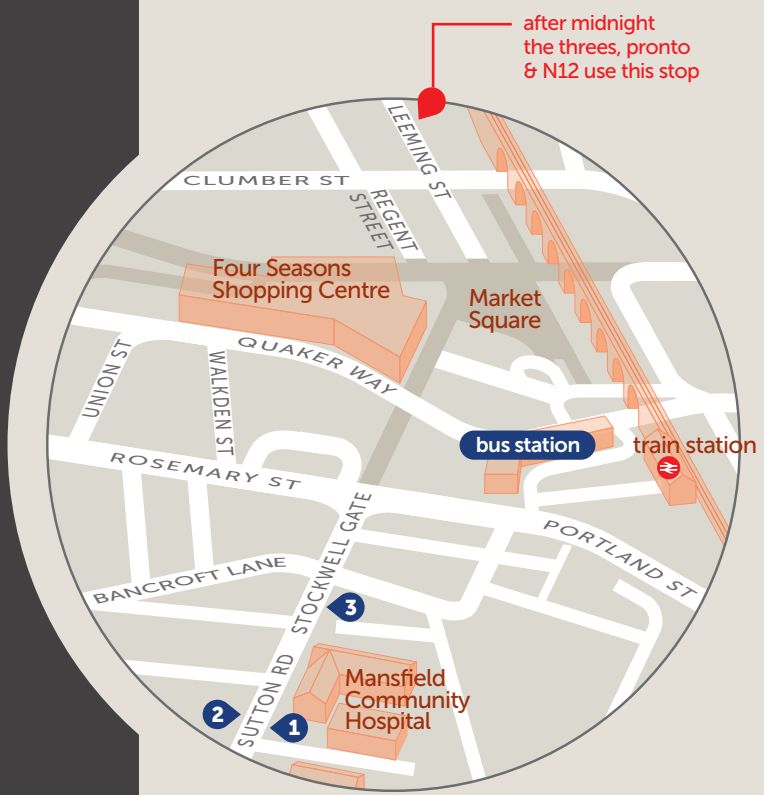 after midnight
the threes, pronto
& N12 use this stop
LEEMING ST
CLUMBER ST
REGENT
STREET
Four Seasons
Shopping Centre
Market
Square
QUAKER WAY
UNION ST
WALKDEN ST
bus station
train station
ROSEMARY ST
STOCKWELL GATE
PORTLAND ST
BANCROFT LANE
3
Mansfield
Community
Hospital
SUTTON RD
2
1